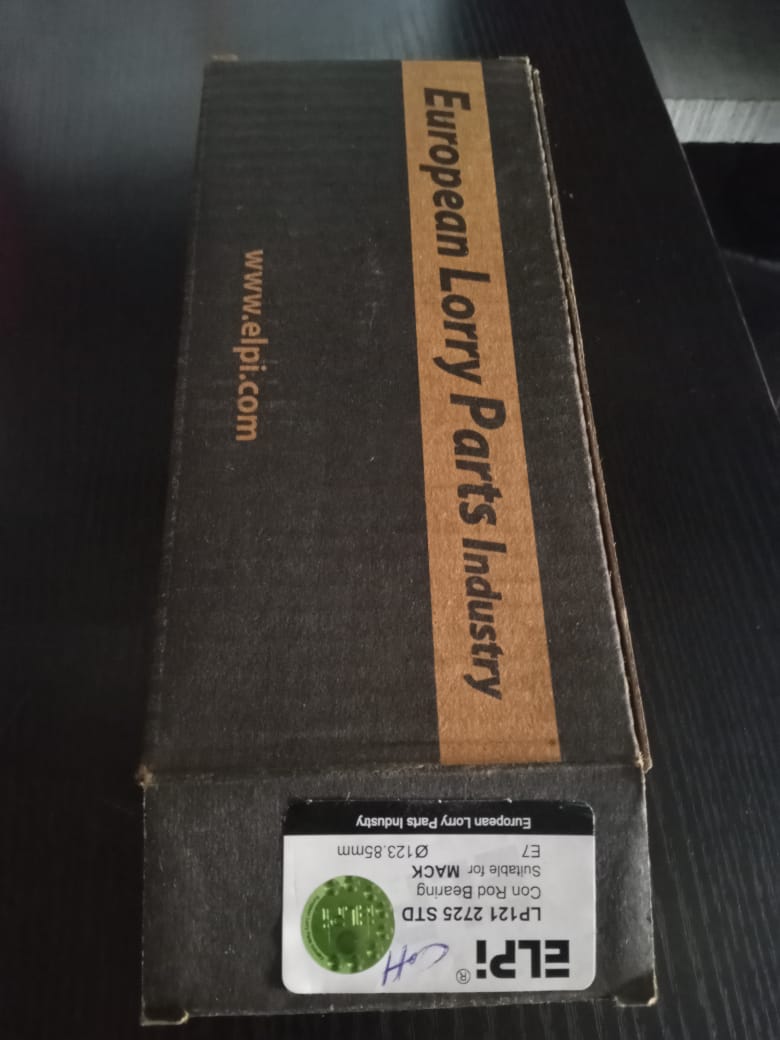 European Lorry Parts Industry
www.elpi.com
ELPi®
LP121 2725 STD
Con Rod Bearing
Suitable for MACK
E7 Ø123.85mm
European Lorry Parts Industry